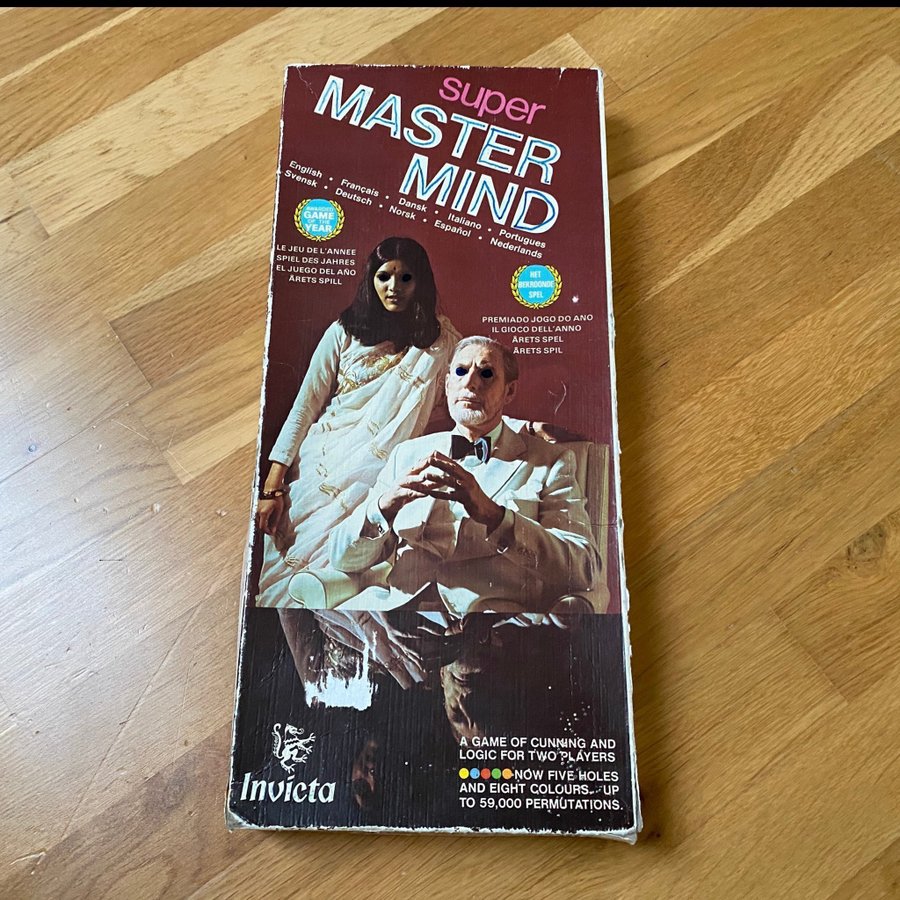 super
MASTER
MIND
English • Français • Dansk • Italiano • Portugues
Svensk • Deutsch • Norsk • Español • Nederlands
AWARDED
GAME
OF THE
YEAR
LE JEU DE L'ANNEE
SPIEL DES JAHRES
EL JUEGO DEL AÑO
ÅRETS SPILL
HET
BEKROONDE
SPEL
PREMIADO JOGO DO ANO
IL GIOCO DELL'ANNO
ÅRETS SPEL
ÅRETS SPIL
Invicta
A GAME OF CUNNING AND
LOGIC FOR TWO PLAYERS
NOW FIVE HOLES
AND EIGHT COLOURS... UP
TO 59,000 PERMUTATIONS.